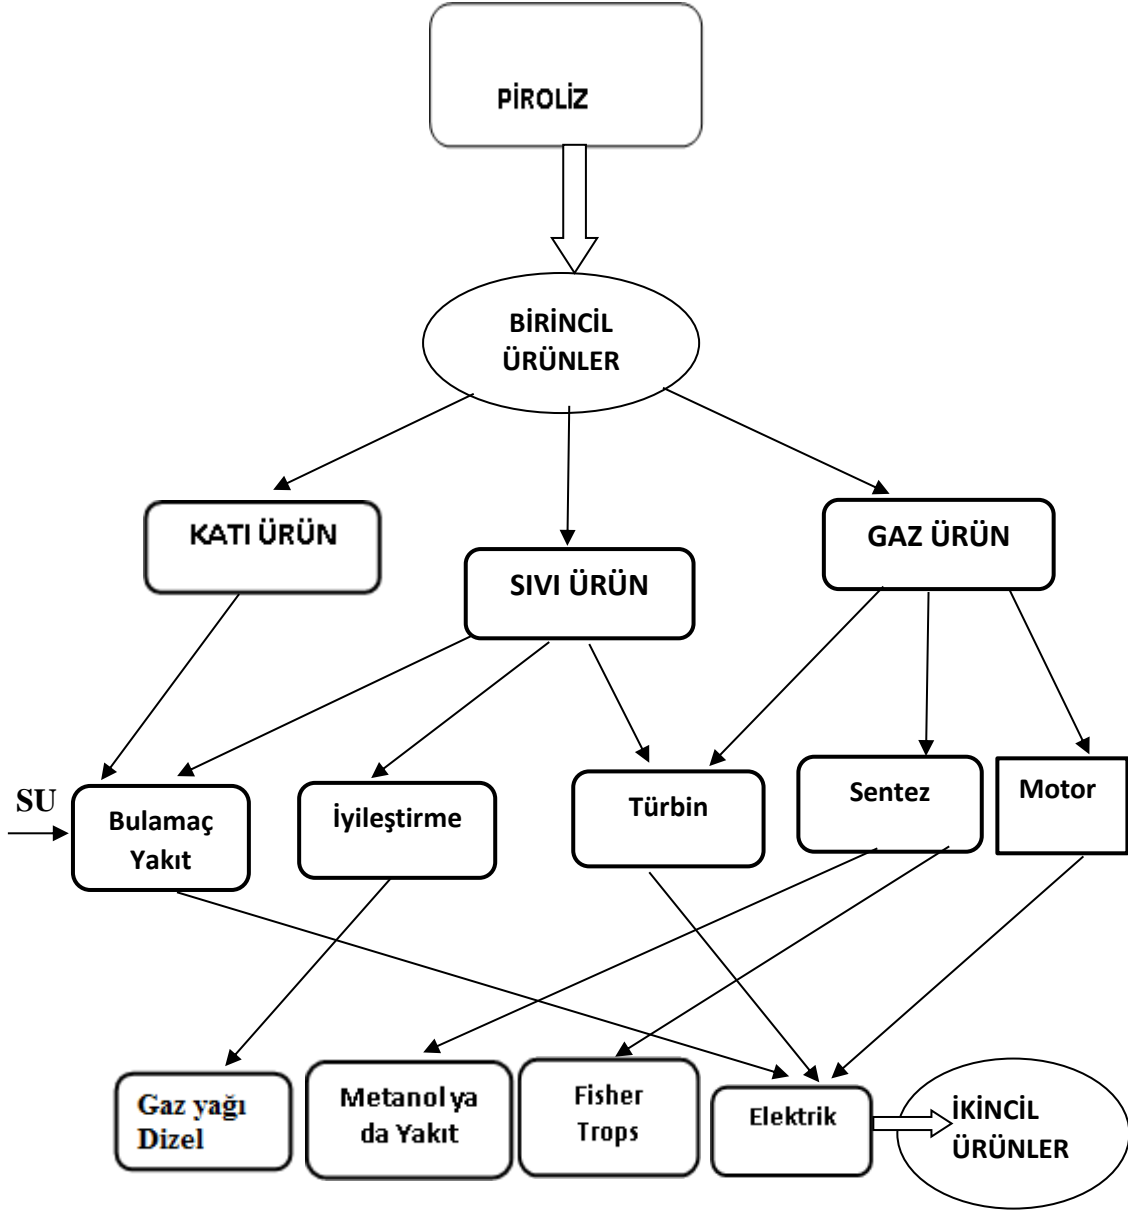 PİROLİZ
BİRİNCİL
ÜRÜNLER
KATI ÜRÜN
SIVI ÜRÜN
GAZ ÜRÜN
SU
Bulamaç
Yakıt
İyileştirme
Türbin
Sentez
Motor
Gaz yağı
Dizel
Metanol ya
da Yakıt
Fisher
Trops
Elektrik
İKİNCİL
ÜRÜNLER